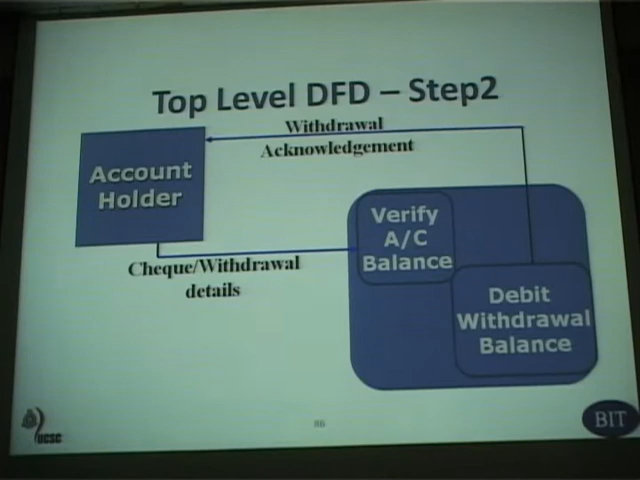 Top Level DFD – Step2
Withdrawal
Acknowledgement
Account
Holder
Verify
A/C
Balance
Cheque/Withdrawal
details
Debit
Withdrawal
Balance
UCSC
BIT